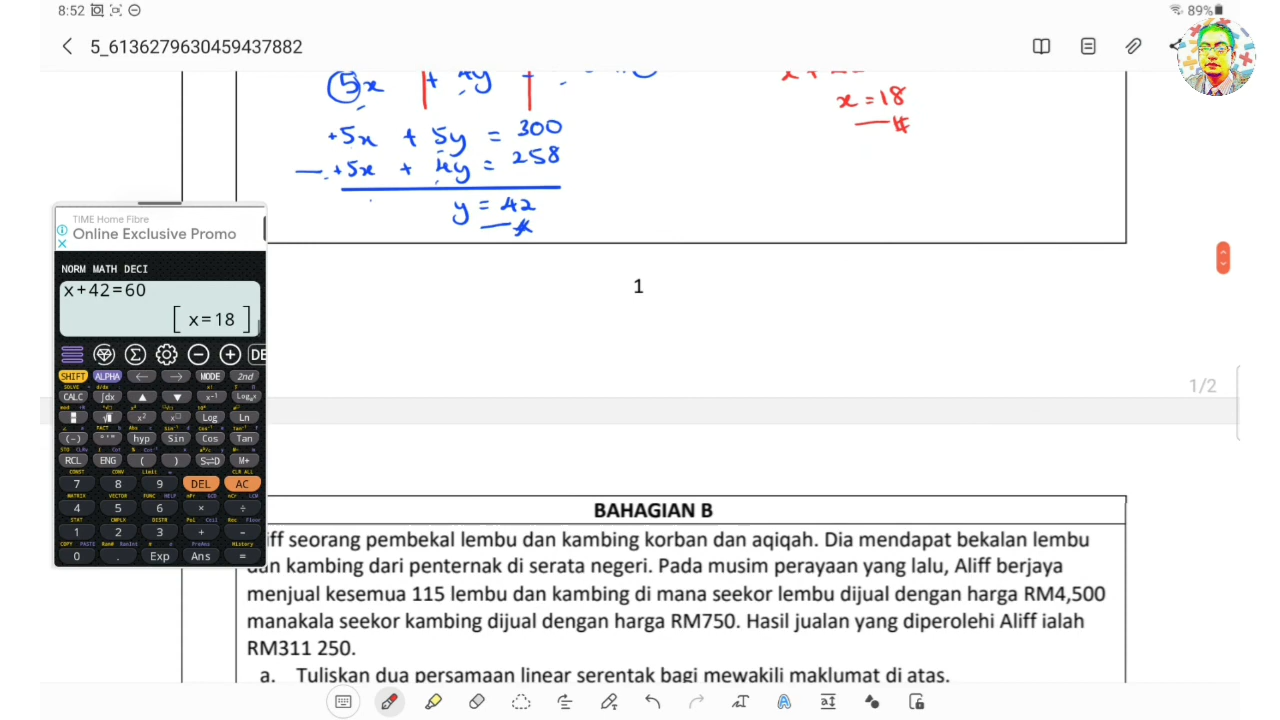 8:52
89%
5_6136279630459437882
5x + 4y
x = 18
+5x + 5y = 300
- +5x + 4y = 258
y = 42
TIME Home Fibre
Online Exclusive Promo
NORM MATH DECI
x+42=60
[ x=18 ]
1
DE
SHIFT ALPHA ← → MODE 2nd
CALC ∫dx ▲ ▼ x⁻¹ Logₐx
√ x² Log Ln
(−) °'" hyp Sin Cos Tan
RCL ENG ( ) S⇌D M+
7 8 9 DEL AC
4 5 6 × ÷
1 2 3 + −
0 . Exp Ans =
1/2
BAHAGIAN B
iff seorang pembekal lembu dan kambing korban dan aqiqah. Dia mendapat bekalan lembu
dan kambing dari penternak di serata negeri. Pada musim perayaan yang lalu, Aliff berjaya
menjual kesemua 115 lembu dan kambing di mana seekor lembu dijual dengan harga RM4,500
manakala seekor kambing dijual dengan harga RM750. Hasil jualan yang diperolehi Aliff ialah
RM311 250.
a. Tuliskan dua persamaan linear serentak bagi mewakili maklumat di atas.